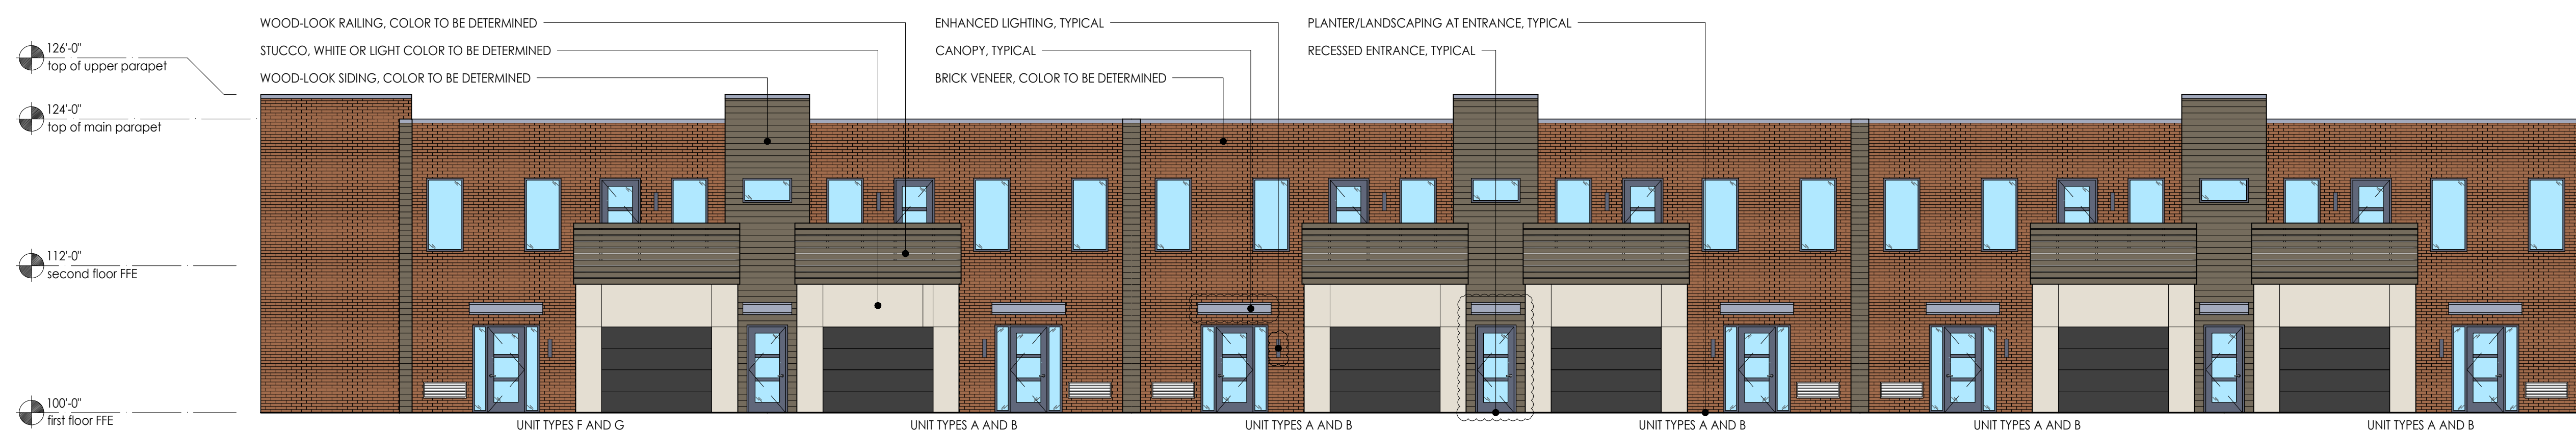 WOOD-LOOK RAILING, COLOR TO BE DETERMINED
STUCCO, WHITE OR LIGHT COLOR TO BE DETERMINED
WOOD-LOOK SIDING, COLOR TO BE DETERMINED
ENHANCED LIGHTING, TYPICAL
CANOPY, TYPICAL
BRICK VENEER, COLOR TO BE DETERMINED
PLANTER/LANDSCAPING AT ENTRANCE, TYPICAL
RECESSED ENTRANCE, TYPICAL
126'-0"
top of upper parapet
124'-0"
top of main parapet
112'-0"
second floor FFE
100'-0"
first floor FFE
UNIT TYPES F AND G
UNIT TYPES A AND B
UNIT TYPES A AND B
UNIT TYPES A AND B
UNIT TYPES A AND B
UNIT TYPES A AND B